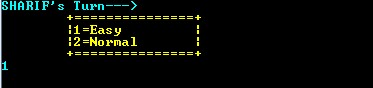 SHARIF's Turn--->
+===============+
|1=Easy         |
|2=Normal       |
+===============+
1